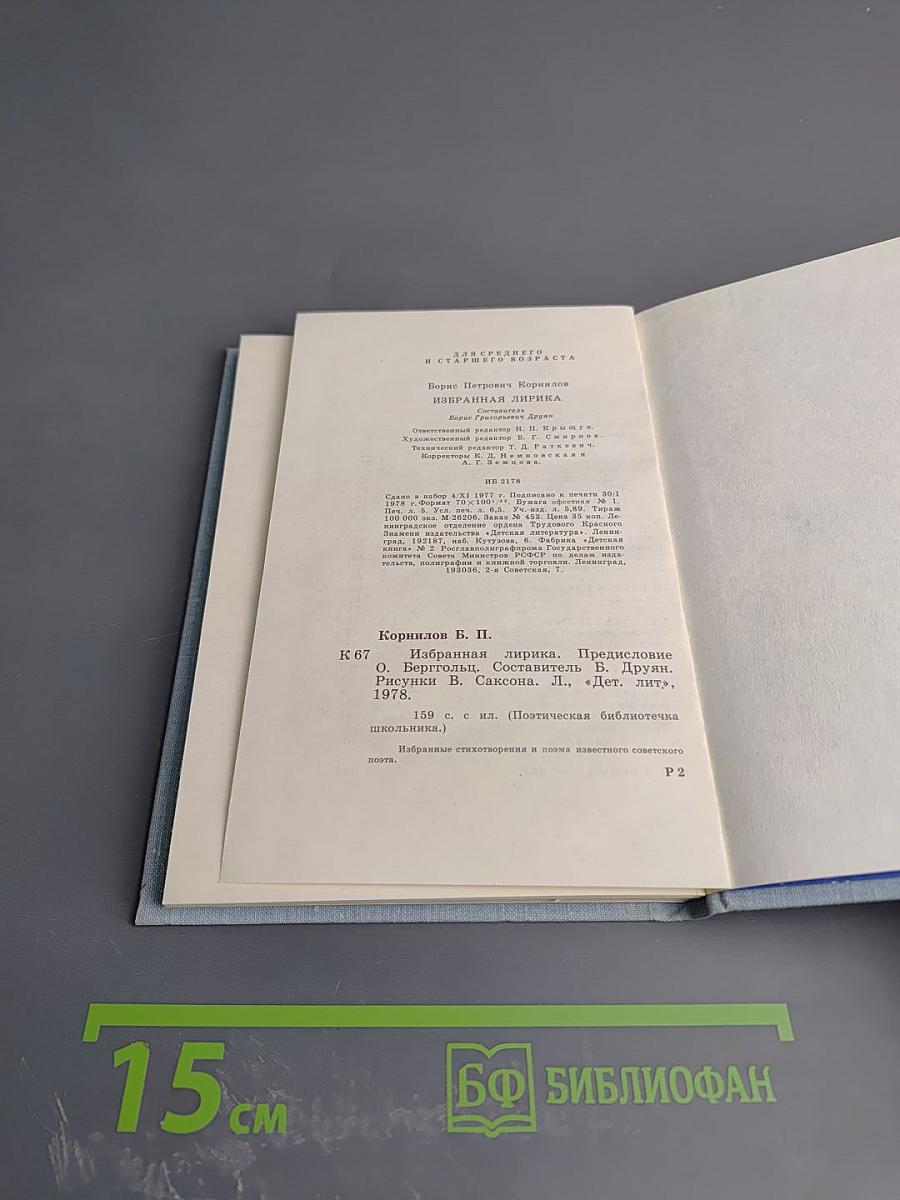 ДЛЯ СРЕДНЕГО
И СТАРШЕГО ВОЗРАСТА
Борис Петрович Корнилов
ИЗБРАННАЯ ЛИРИКА
Составитель
Борис Григорьевич Друян
Ответственный редактор Н. П. Крыщук.
Художественный редактор Б. Г. Смирнов.
Технический редактор Т. Д. Раткевич.
Корректоры К. Д. Немковская и
А. Г. Земцова.
ИБ 2178
Сдано в набор 4/XI 1977 г. Подписано к печати 30/I
1978 г. Формат 70×100¹/³². Бумага офсетная № 1.
Печ. л. 5. Усл. печ. л. 6,5. Уч.-изд. л. 5,89. Тираж
100 000 экз. М-26206. Заказ № 453. Цена 35 коп. Ле-
нинградское отделение ордена Трудового Красного
Знамени издательства «Детская литература». Ленин-
град, 192187, наб. Кутузова, 6. Фабрика «Детская
книга» № 2 Росглавполиграфпрома Государственного
комитета Совета Министров РСФСР по делам изда-
тельств, полиграфии и книжной торговли. Ленинград,
193036, 2-я Советская, 7.
Корнилов Б. П.
К 67 Избранная лирика. Предисловие
О. Берггольц. Составитель Б. Друян.
Рисунки В. Саксона. Л., «Дет. лит.»,
1978.
159 с. с ил. (Поэтическая библиотечка
школьника.)
Избранные стихотворения и поэма известного советского
поэта.
Р 2
15 см
БФ БИБЛИОФАН